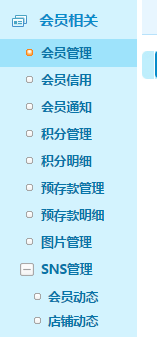 会员相关
会员管理
会员信用
会员通知
积分管理
积分明细
预存款管理
预存款明细
图片管理
SNS管理
会员动态
店铺动态